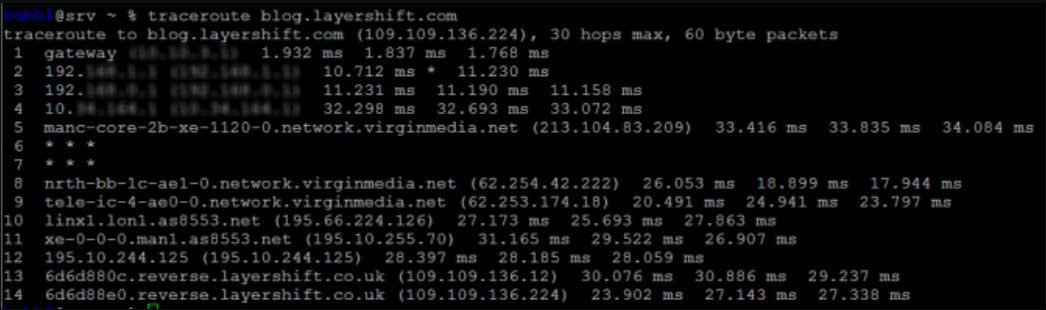 bubbl@srv ~ % traceroute blog.layershift.com
traceroute to blog.layershift.com (109.109.136.224), 30 hops max, 60 byte packets
1 gateway 1.932 ms 1.837 ms 1.768 ms
2 192. 10.712 ms * 11.230 ms
3 192. 11.231 ms 11.190 ms 11.158 ms
4 10. 32.298 ms 32.693 ms 33.072 ms
5 manc-core-2b-xe-1120-0.network.virginmedia.net (213.104.83.209) 33.416 ms 33.835 ms 34.084 ms
6 * * *
7 * * *
8 nrth-bb-1c-ae1-0.network.virginmedia.net (62.254.42.222) 26.053 ms 18.899 ms 17.944 ms
9 tele-ic-4-ae0-0.network.virginmedia.net (62.253.174.18) 20.491 ms 24.941 ms 23.797 ms
10 linx1.lon1.as8553.net (195.66.224.126) 27.173 ms 25.693 ms 27.863 ms
11 xe-0-0-0.man1.as8553.net (195.10.255.70) 31.165 ms 29.522 ms 26.907 ms
12 195.10.244.125 (195.10.244.125) 28.397 ms 28.185 ms 28.059 ms
13 6d6d880c.reverse.layershift.co.uk (109.109.136.12) 30.076 ms 30.886 ms 29.237 ms
14 6d6d88e0.reverse.layershift.co.uk (109.109.136.224) 23.902 ms 27.143 ms 27.338 ms